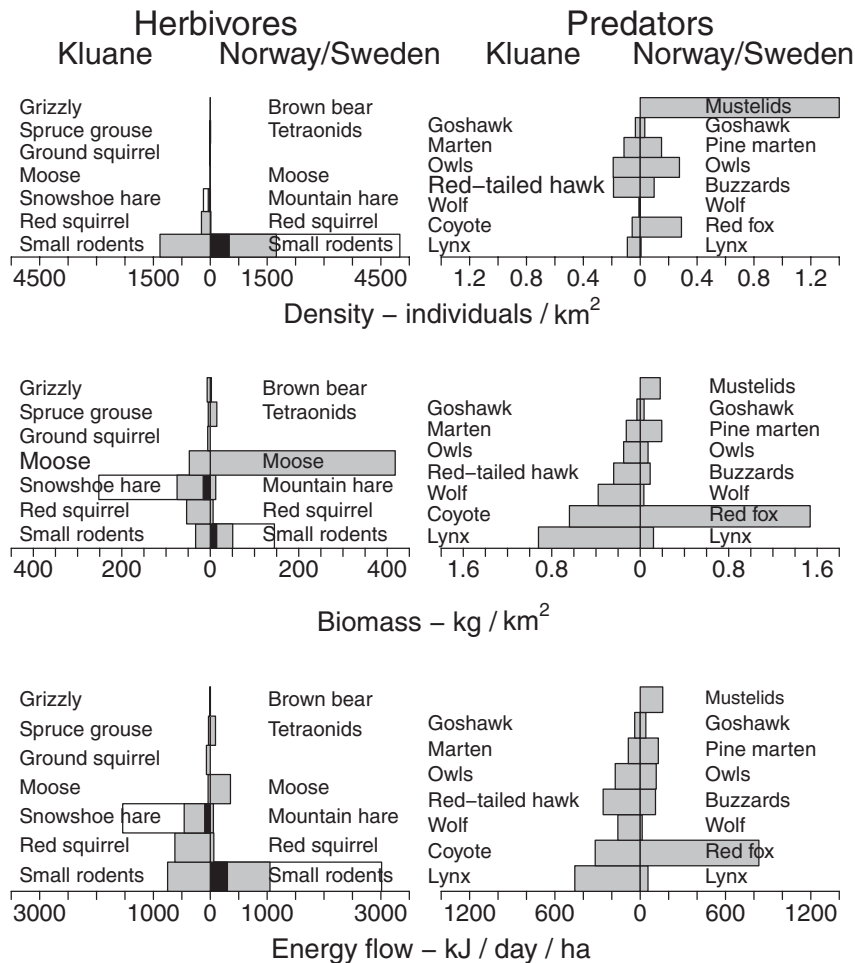 Herbivores Predators
Kluane Norway/Sweden Kluane Norway/Sweden
Grizzly Brown bear Mustelids
Spruce grouse Tetraonids Goshawk Goshawk
Ground squirrel Marten Pine marten
Moose Moose Owls Owls
Snowshoe hare Mountain hare Red−tailed hawk Buzzards
Red squirrel Red squirrel Wolf Wolf
Small rodents Small rodents Coyote Red fox
Lynx Lynx
4500 1500 0 1500 4500 1.2 0.8 0.4 0 0.4 0.8 1.2
Density − individuals / km²
Grizzly Brown bear Mustelids
Spruce grouse Tetraonids Goshawk Goshawk
Ground squirrel Marten Pine marten
Moose Moose Owls Owls
Snowshoe hare Mountain hare Red−tailed hawk Buzzards
Red squirrel Red squirrel Wolf Wolf
Small rodents Small rodents Coyote Red fox
Lynx Lynx
400 200 0 200 400 1.6 0.8 0 0.8 1.6
Biomass − kg / km²
Grizzly Brown bear Mustelids
Spruce grouse Tetraonids Goshawk Goshawk
Ground squirrel Marten Pine marten
Moose Moose Owls Owls
Snowshoe hare Mountain hare Red−tailed hawk Buzzards
Red squirrel Red squirrel Wolf Wolf
Small rodents Small rodents Coyote Red fox
Lynx Lynx
3000 1000 0 1000 3000 1200 600 0 600 1200
Energy flow − kJ / day / ha